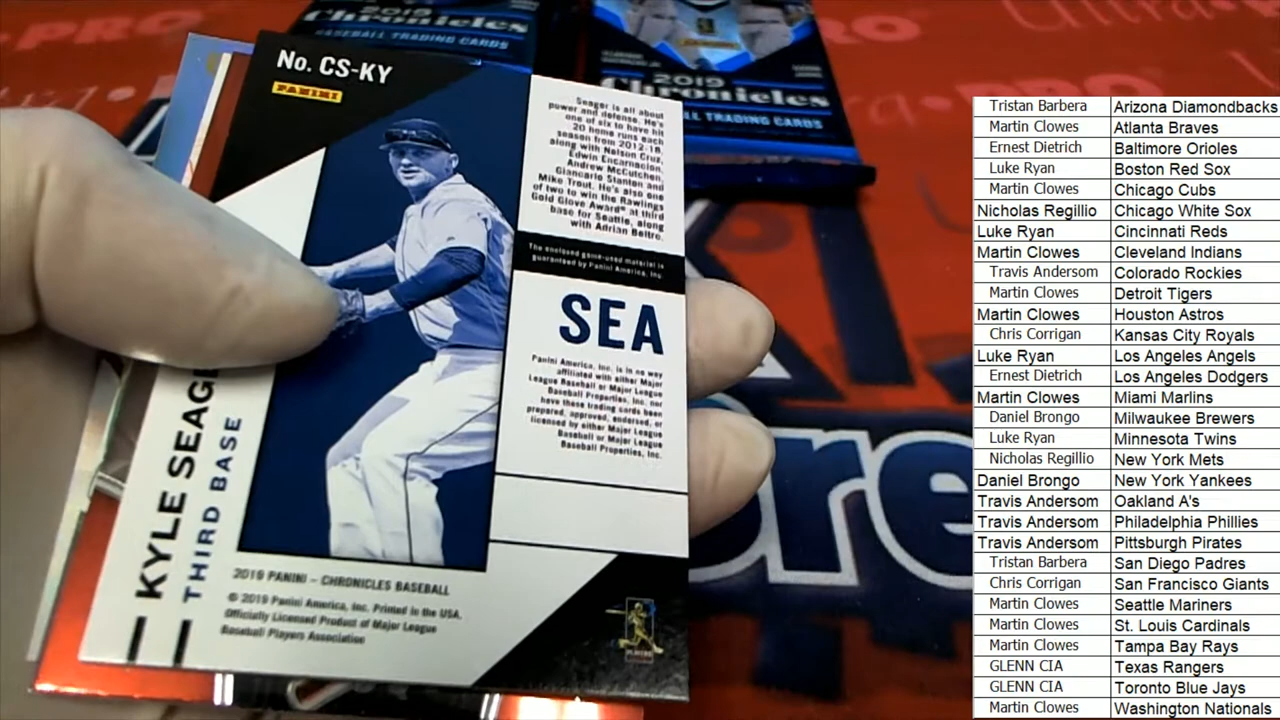 2019
Chronicles
BASEBALL TRADING CARDS
2019
Chronicles
LL TRADING CARDS
PRO
RO
No. CS-KY
PANINI
Seager is all about
power and defense. He's
one of six to have hit
20 home runs each
season from 2012-18,
along with Nelson Cruz,
Edwin Encarnacion,
Andrew McCutchen,
Giancarlo Stanton and
Mike Trout. He's also one
of two to win the Rawlings
Gold Glove Award® at third
base for Seattle, along
with Adrian Beltre.
The enclosed game-used material is
guaranteed by Panini America, Inc.
SEA
Panini America, Inc. is in no way
affiliated with either Major
League Baseball or Major League
Baseball Properties, Inc. nor
have these trading cards been
prepared, approved, endorsed, or
licensed by either Major League
Baseball or Major League
Baseball Properties, Inc.
KYLE SEAG
THIRD BASE
2019 PANINI – CHRONICLES BASEBALL
© 2019 Panini America, Inc. Printed in the USA.
Officially Licensed Product of Major League
Baseball Players Association
PLAYERS
ore
Tristan Barbera Arizona Diamondbacks
Martin Clowes Atlanta Braves
Ernest Dietrich Baltimore Orioles
Luke Ryan Boston Red Sox
Martin Clowes Chicago Cubs
Nicholas Regillio Chicago White Sox
Luke Ryan Cincinnati Reds
Martin Clowes Cleveland Indians
Travis Andersom Colorado Rockies
Martin Clowes Detroit Tigers
Martin Clowes Houston Astros
Chris Corrigan Kansas City Royals
Luke Ryan Los Angeles Angels
Ernest Dietrich Los Angeles Dodgers
Martin Clowes Miami Marlins
Daniel Brongo Milwaukee Brewers
Luke Ryan Minnesota Twins
Nicholas Regillio New York Mets
Daniel Brongo New York Yankees
Travis Andersom Oakland A's
Travis Andersom Philadelphia Phillies
Travis Andersom Pittsburgh Pirates
Tristan Barbera San Diego Padres
Chris Corrigan San Francisco Giants
Martin Clowes Seattle Mariners
Martin Clowes St. Louis Cardinals
Martin Clowes Tampa Bay Rays
GLENN CIA Texas Rangers
GLENN CIA Toronto Blue Jays
Martin Clowes Washington Nationals